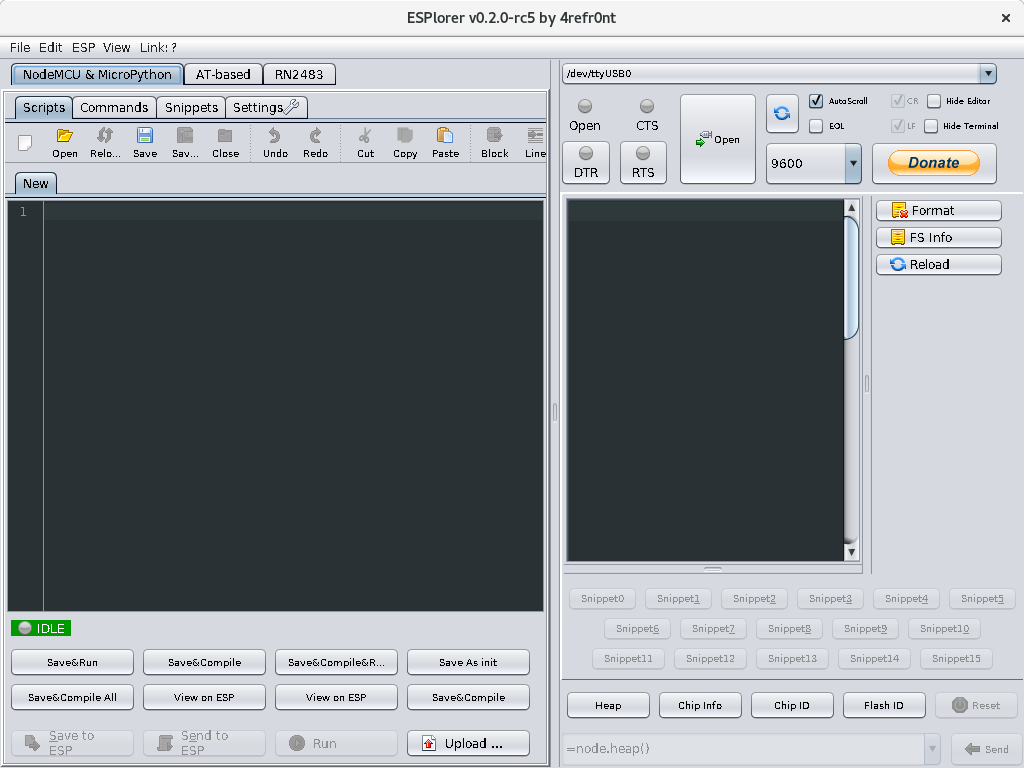 ESPlorer v0.2.0-rc5 by 4refr0nt
File Edit ESP View Link: ?
NodeMCU & MicroPython AT-based RN2483
Scripts Commands Snippets Settings
Open Relo... Save Sav... Close Undo Redo Cut Copy Paste Block Line
New
1
IDLE
Save&Run Save&Compile Save&Compile&R... Save As init
Save&Compile All View on ESP View on ESP Save&Compile
Save to ESP Send to ESP Run Upload ...
/dev/ttyUSB0
Open CTS
DTR RTS
Open
AutoScroll CR Hide Editor
EOL LF Hide Terminal
9600 Donate
Format
FS Info
Reload
Snippet0 Snippet1 Snippet2 Snippet3 Snippet4 Snippet5
Snippet6 Snippet7 Snippet8 Snippet9 Snippet10
Snippet11 Snippet12 Snippet13 Snippet14 Snippet15
Heap Chip Info Chip ID Flash ID Reset
=node.heap() Send